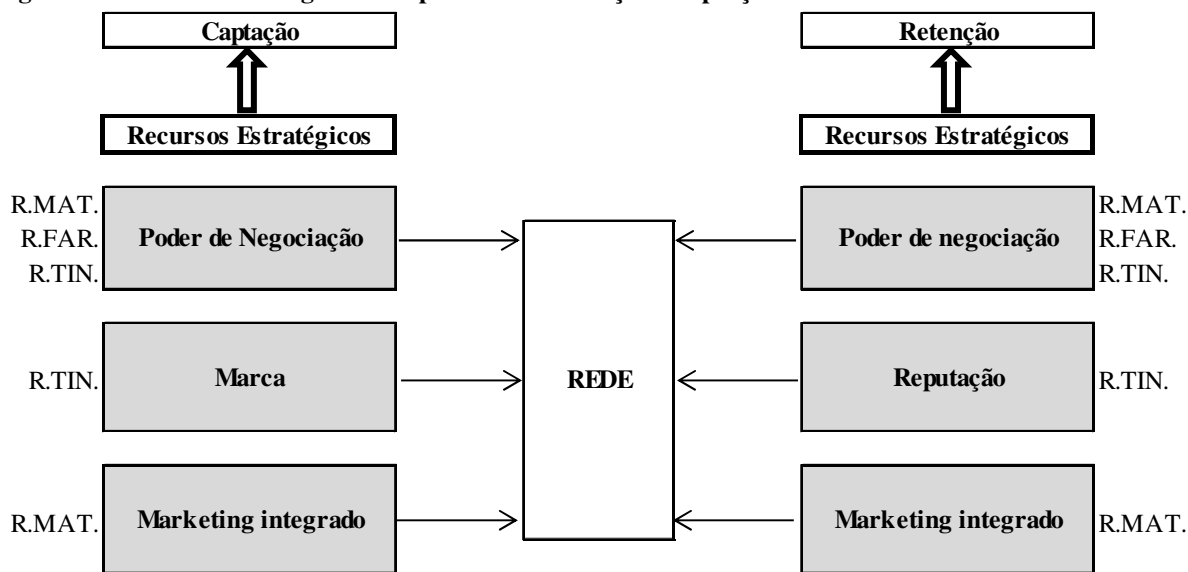 Captação
Retenção
Recursos Estratégicos
Recursos Estratégicos
R.MAT.
R.FAR.
R.TIN.
Poder de Negociação
Poder de negociação
R.MAT.
R.FAR.
R.TIN.
REDE
R.TIN.
Marca
Reputação
R.TIN.
R.MAT.
Marketing integrado
Marketing integrado
R.MAT.